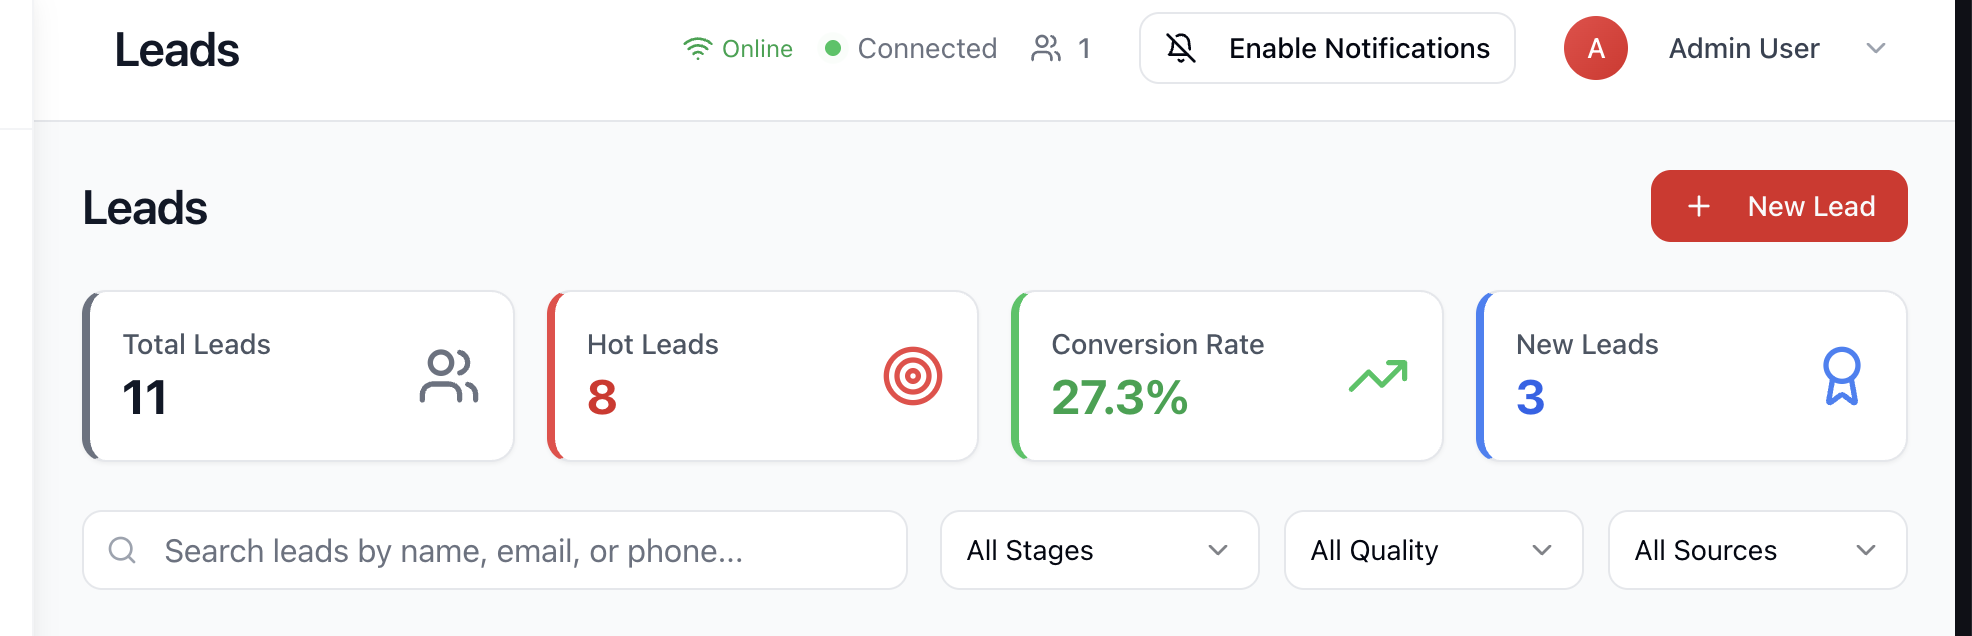 Leads
Online
Connected
1
Enable Notifications
A
Admin User
Leads
New Lead
Total Leads
11
Hot Leads
8
Conversion Rate
27.3%
New Leads
3
Search leads by name, email, or phone...
All Stages
All Quality
All Sources